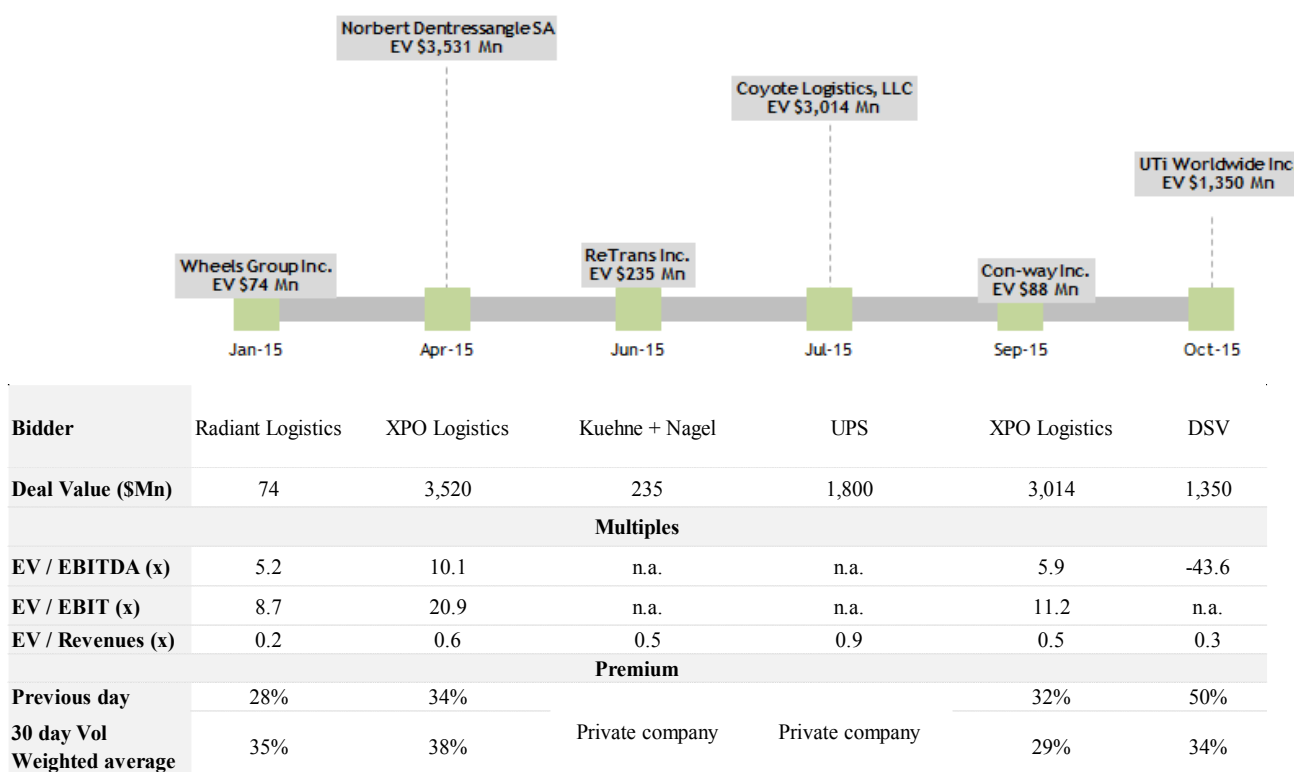 Norbert Dentressangle SA
EV $3,531 Mn
Coyote Logistics, LLC
EV $3,014 Mn
UTi Worldwide Inc
EV $1,350 Mn
Wheels Group Inc.
EV $74 Mn
ReTrans Inc.
EV $235 Mn
Con-way Inc.
EV $88 Mn
Jan-15 Apr-15 Jun-15 Jul-15 Sep-15 Oct-15
Bidder Radiant Logistics XPO Logistics Kuehne + Nagel UPS XPO Logistics DSV
Deal Value ($Mn) 74 3,520 235 1,800 3,014 1,350
Multiples
EV / EBITDA (x) 5.2 10.1 n.a. n.a. 5.9 -43.6
EV / EBIT (x) 8.7 20.9 n.a. n.a. 11.2 n.a.
EV / Revenues (x) 0.2 0.6 0.5 0.9 0.5 0.3
Premium
Previous day 28% 34% 32% 50%
Private company Private company
30 day Vol
Weighted average 35% 38% 29% 34%